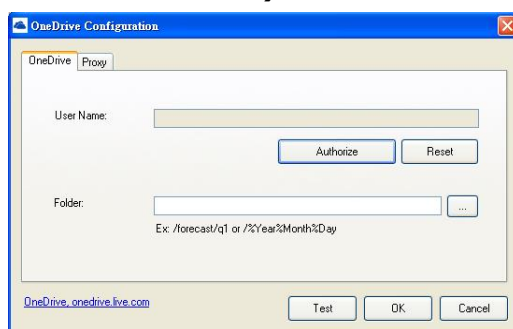 OneDrive Configuration
OneDrive Proxy
User Name:
Authorize Reset
Folder:
...
Ex: /forecast/q1 or /%Year%Month%Day
OneDrive, onedrive.live.com
Test OK Cancel